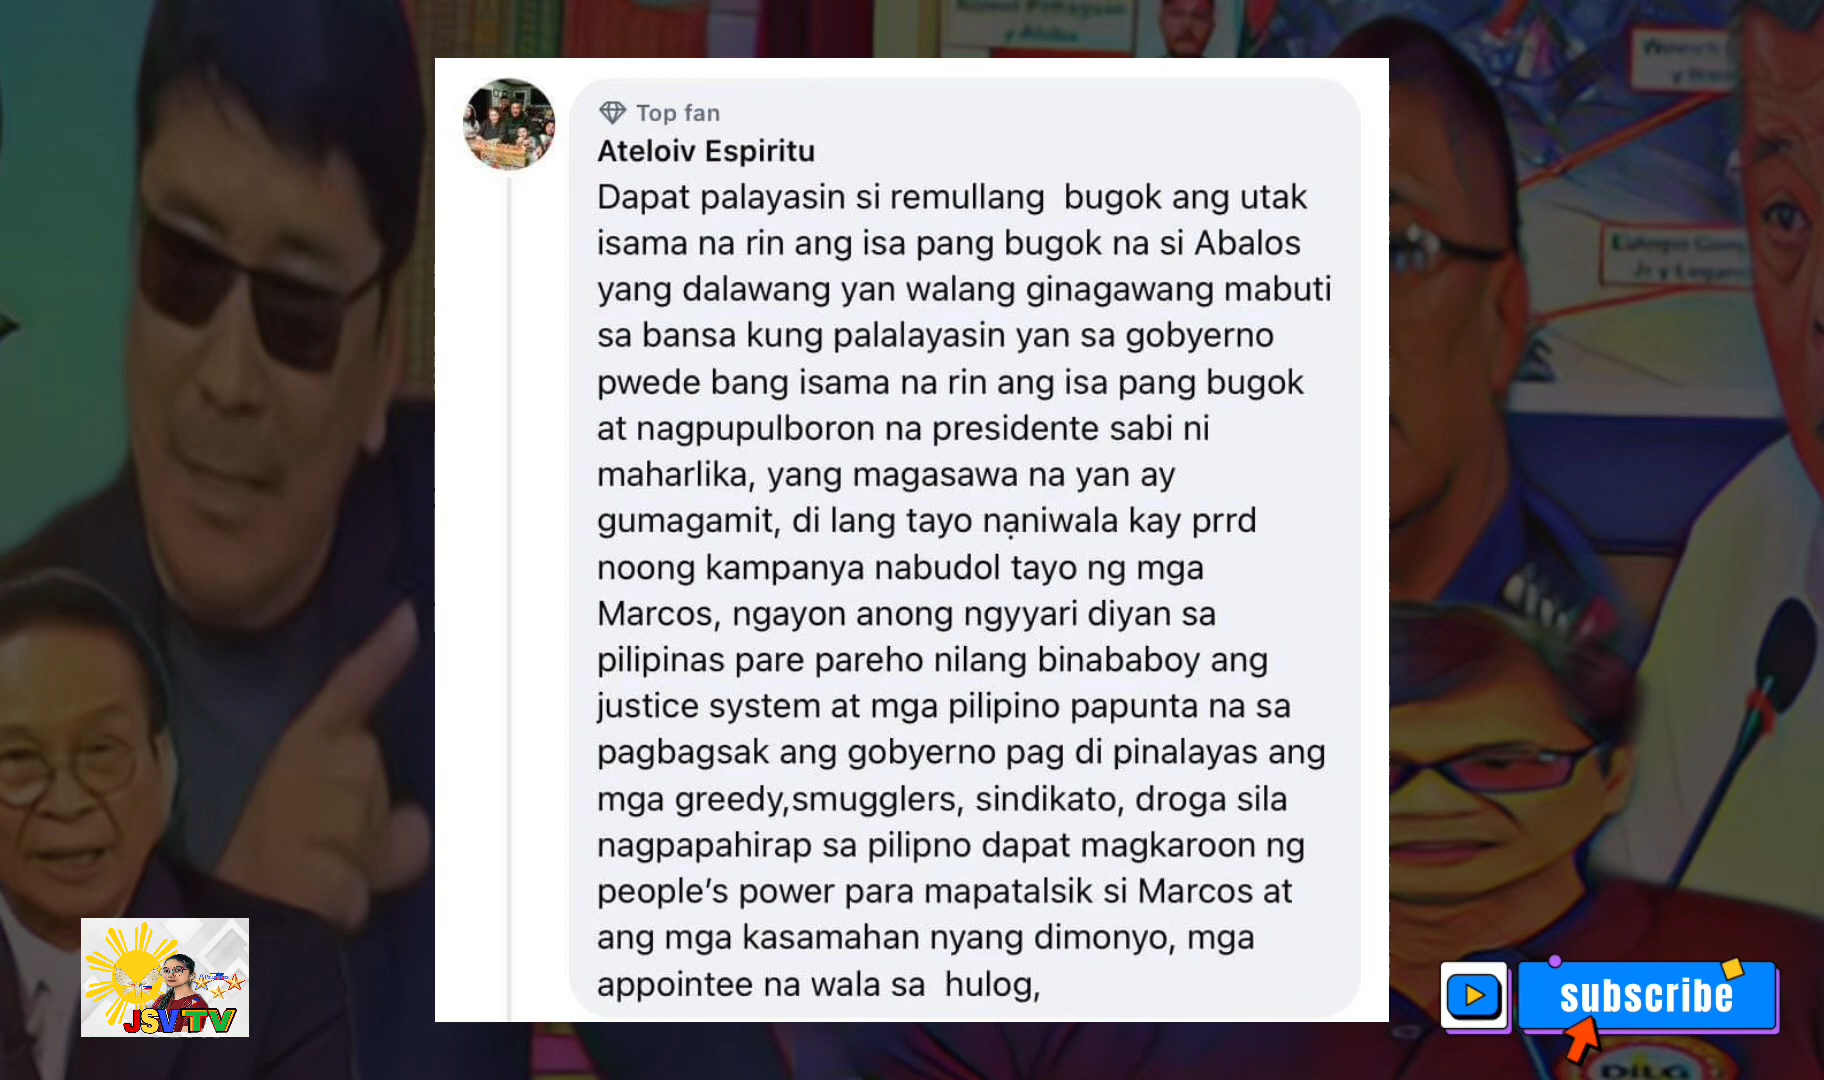 Top fan
Ateloiv Espiritu
Dapat palayasin si remullang  bugok ang utak
isama na rin ang isa pang bugok na si Abalos
yang dalawang yan walang ginagawang mabuti
sa bansa kung palalayasin yan sa gobyerno
pwede bang isama na rin ang isa pang bugok
at nagpupulboron na presidente sabi ni
maharlika, yang magasawa na yan ay
gumagamit, di lang tayo nạniwala kay prrd
noong kampanya nabudol tayo ng mga
Marcos, ngayon anong ngyyari diyan sa
pilipinas pare pareho nilang binababoy ang
justice system at mga pilipino papunta na sa
pagbagsak ang gobyerno pag di pinalayas ang
mga greedy,smugglers, sindikato, droga sila
nagpapahirap sa pilipno dapat magkaroon ng
people’s power para mapatalsik si Marcos at
ang mga kasamahan nyang dimonyo, mga
appointee na wala sa  hulog,
JSV TV
subscribe
DILG